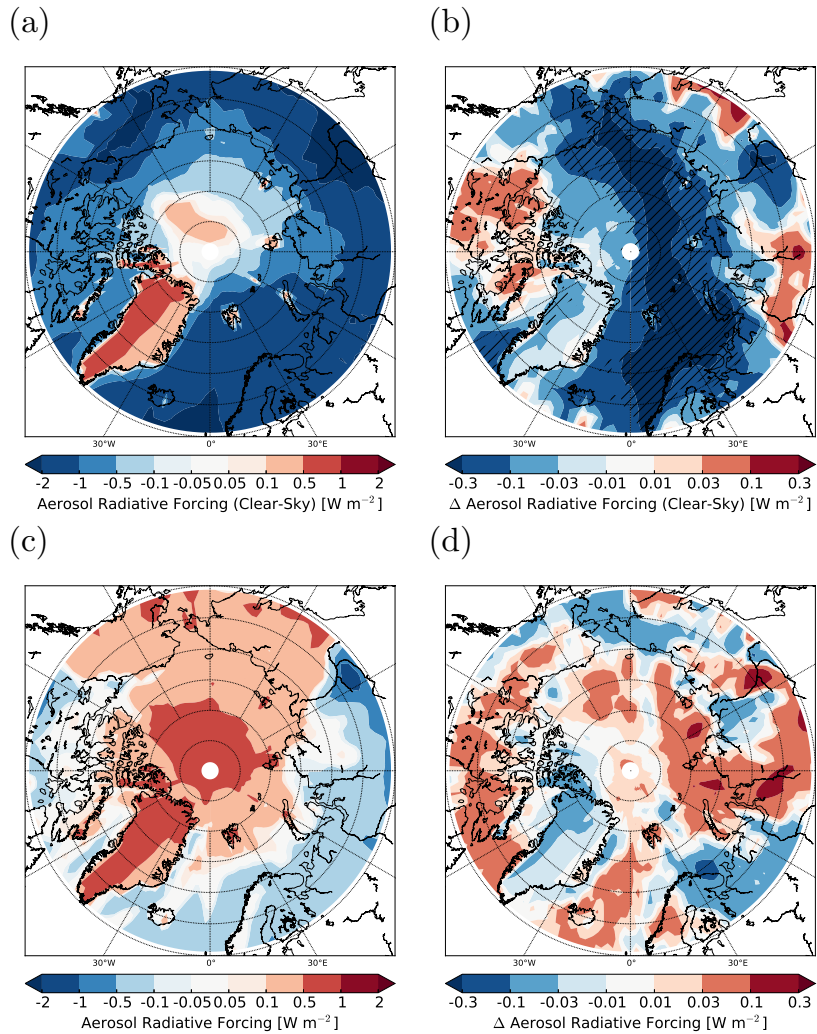 (a)
(b)
30°W 0° 30°E
30°W 0° 30°E
-2 -1 -0.5 -0.1 -0.05 0.05 0.1 0.5 1 2
Aerosol Radiative Forcing (Clear-Sky) [W m⁻²]
-0.3 -0.1 -0.03 -0.01 0.01 0.03 0.1 0.3
Δ Aerosol Radiative Forcing (Clear-Sky) [W m⁻²]
(c)
(d)
30°W 0° 30°E
30°W 0° 30°E
-2 -1 -0.5 -0.1 -0.05 0.05 0.1 0.5 1 2
Aerosol Radiative Forcing [W m⁻²]
-0.3 -0.1 -0.03 -0.01 0.01 0.03 0.1 0.3
Δ Aerosol Radiative Forcing [W m⁻²]